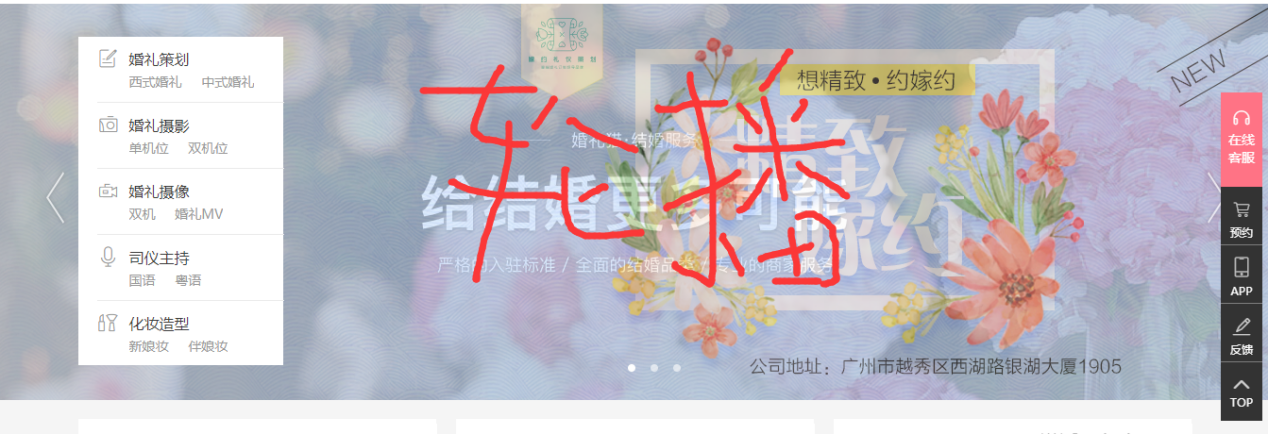 婚礼策划
西式婚礼 中式婚礼
婚礼摄影
单机位 双机位
婚礼摄像
双机 婚礼MV
司仪主持
国语 粤语
化妆造型
新娘妆 伴娘妆
想精致·约嫁约
NEW
婚礼猫·结婚服务
轮播
精致
嫁约
给结婚更多可能
严格的入驻标准 / 全面的结婚品类 / 专业的商家服务
公司地址：广州市越秀区西湖路银湖大厦1905
在线
客服
预约
APP
反馈
TOP